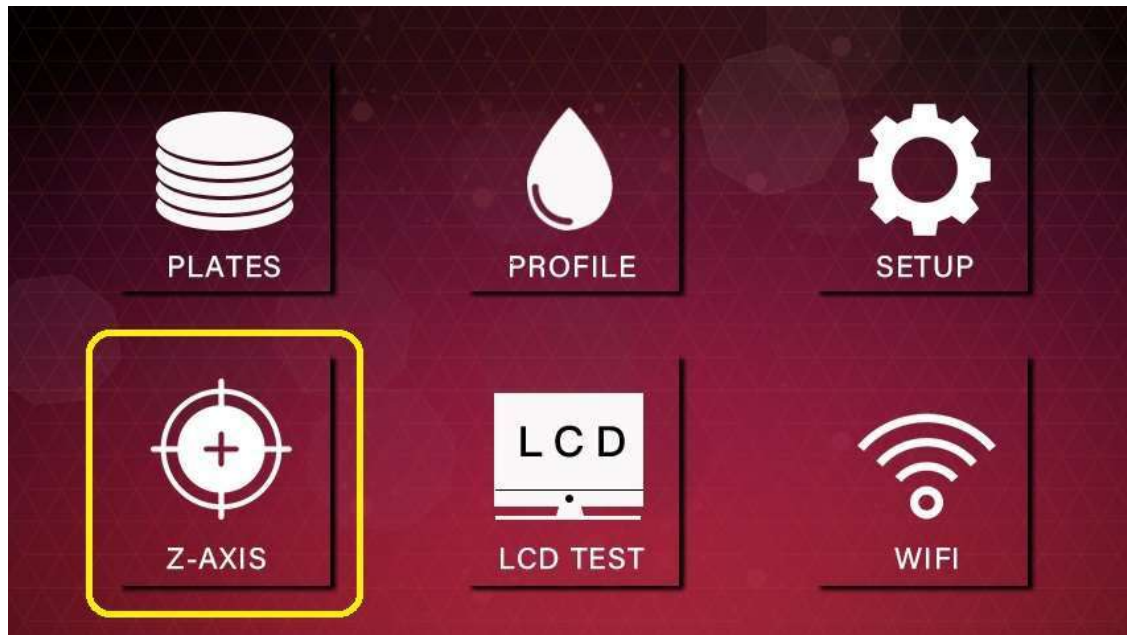 PLATES
PROFILE
SETUP
LCD
Z-AXIS
LCD TEST
WIFI